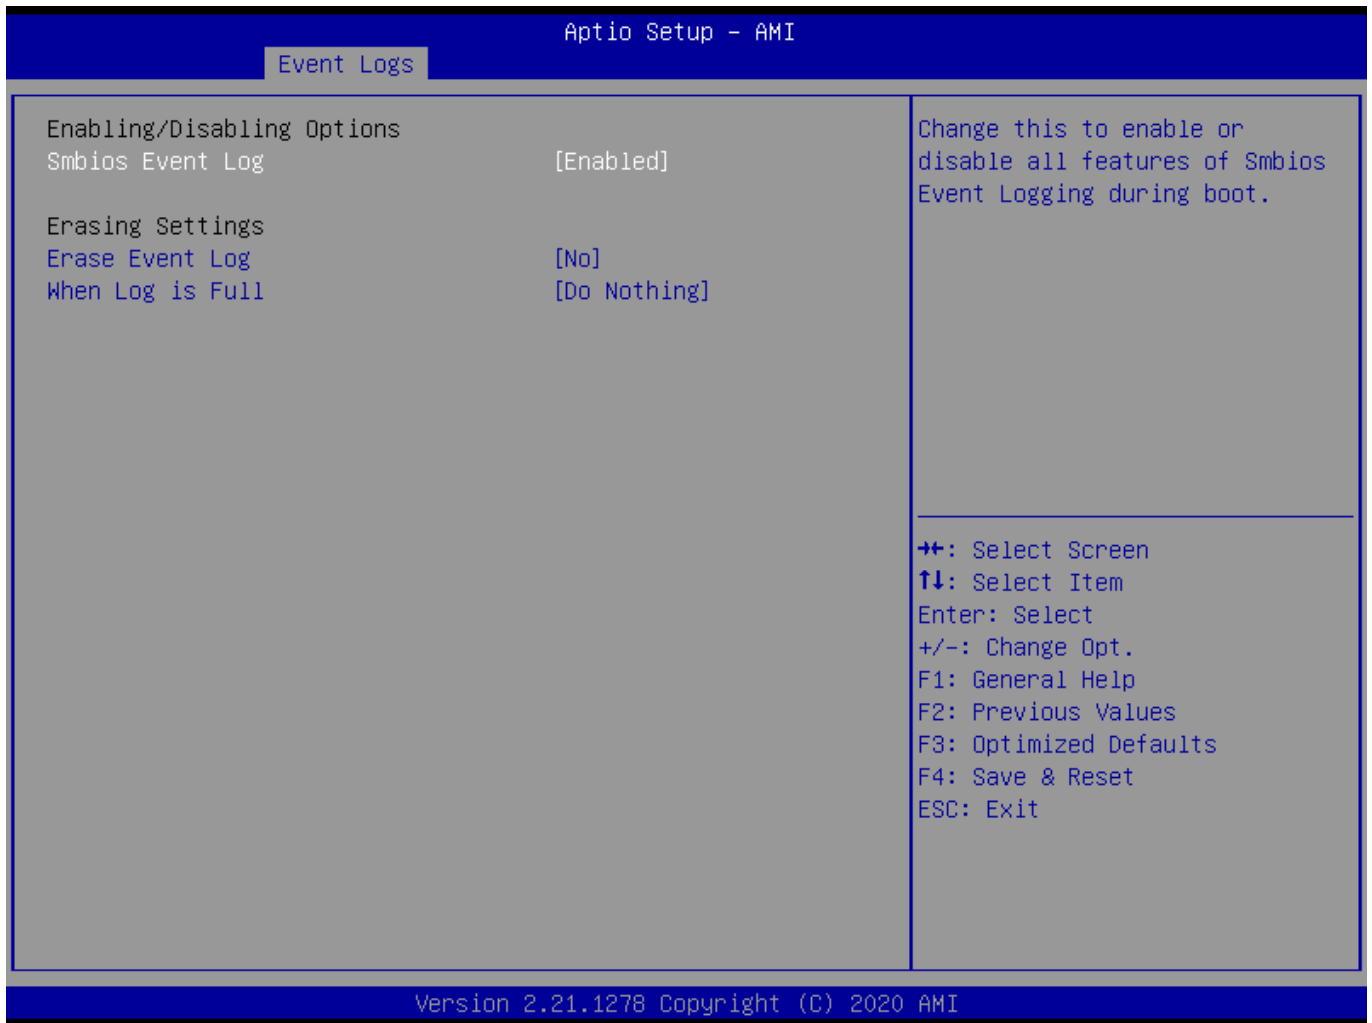 Aptio Setup – AMI
Event Logs
Enabling/Disabling Options
Smbios Event Log [Enabled]
Erasing Settings
Erase Event Log [No]
When Log is Full [Do Nothing]
Change this to enable or
disable all features of Smbios
Event Logging during boot.
→←: Select Screen
↑↓: Select Item
Enter: Select
+/-: Change Opt.
F1: General Help
F2: Previous Values
F3: Optimized Defaults
F4: Save & Reset
ESC: Exit
Version 2.21.1278 Copyright (C) 2020 AMI